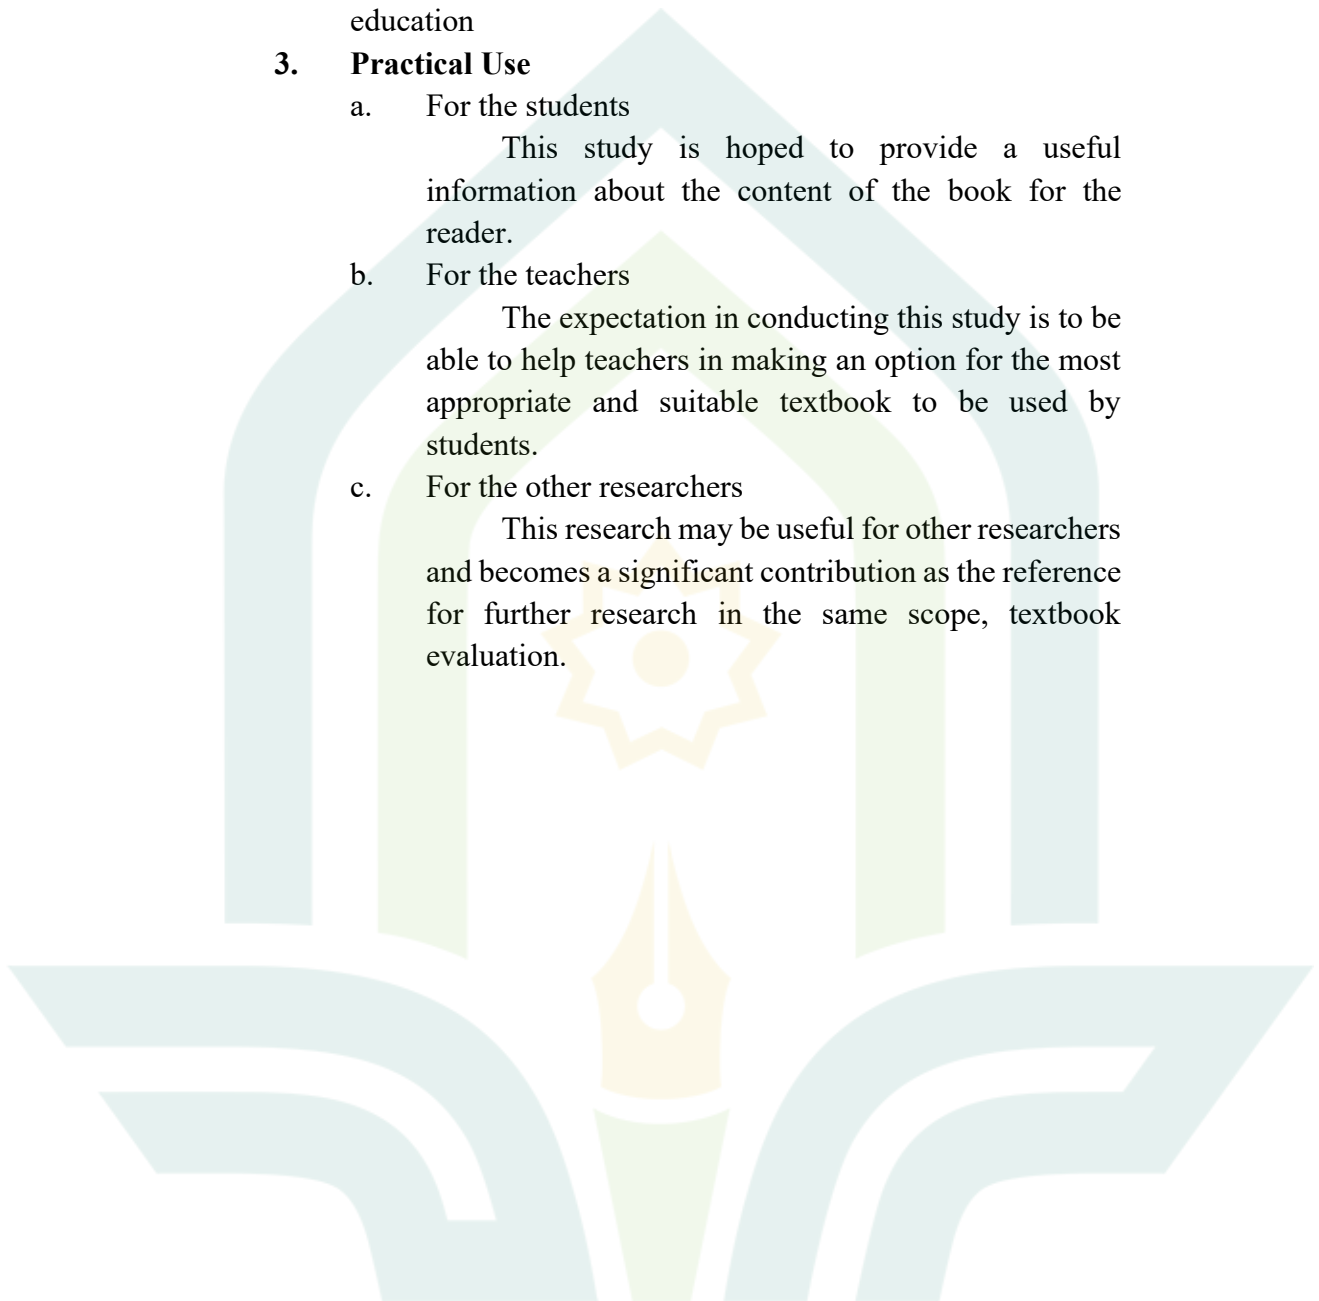 education
3. Practical Use
a. For the students
This study is hoped to provide a useful
information about the content of the book for the
reader.
b. For the teachers
The expectation in conducting this study is to be
able to help teachers in making an option for the most
appropriate and suitable textbook to be used by
students.
c. For the other researchers
This research may be useful for other researchers
and becomes a significant contribution as the reference
for further research in the same scope, textbook
evaluation.